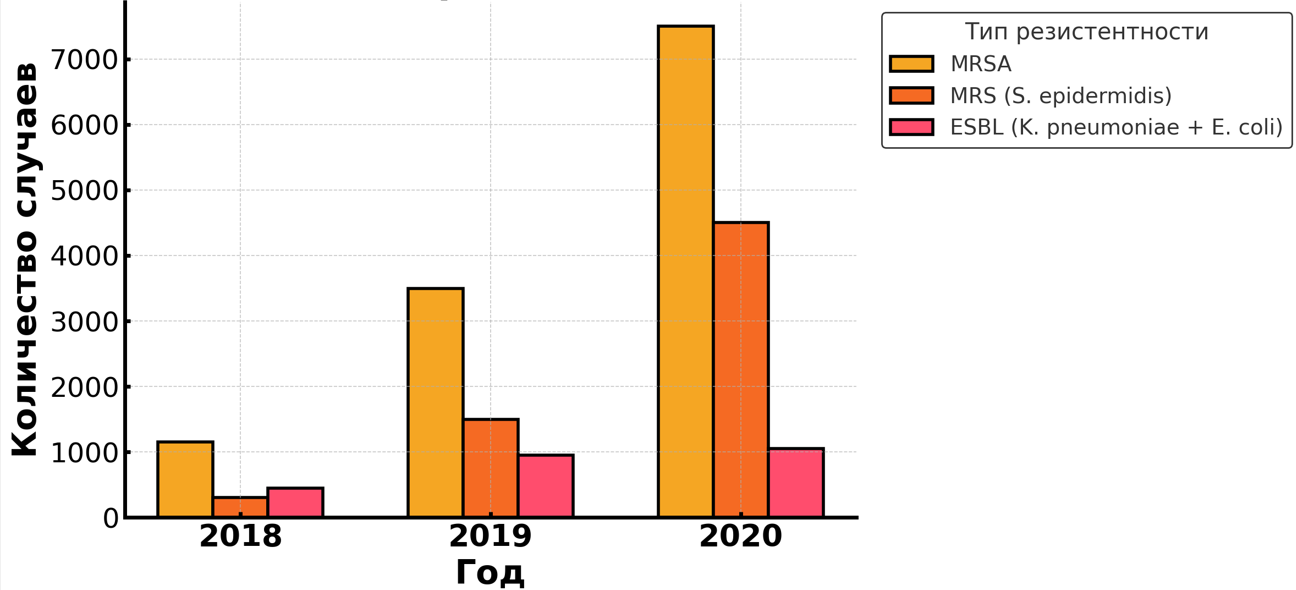 Количество случаев
7000
6000
5000
4000
3000
2000
1000
0
2018 2019 2020
Год
Тип резистентности
MRSA
MRS (S. epidermidis)
ESBL (K. pneumoniae + E. coli)